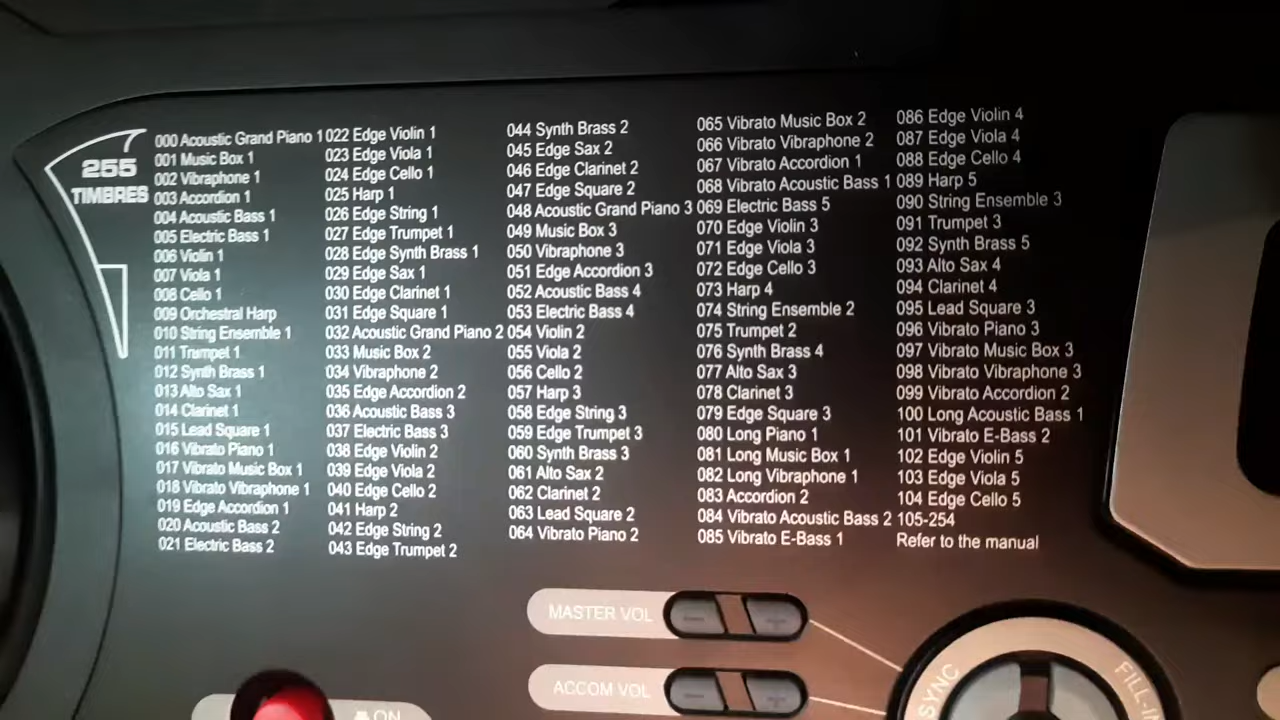 255
TIMBRES
000 Acoustic Grand Piano 1
001 Music Box 1
002 Vibraphone 1
003 Accordion 1
004 Acoustic Bass 1
005 Electric Bass 1
006 Violin 1
007 Viola 1
008 Cello 1
009 Orchestral Harp
010 String Ensemble 1
011 Trumpet 1
012 Synth Brass 1
013 Alto Sax 1
014 Clarinet 1
015 Lead Square 1
016 Vibrato Piano 1
017 Vibrato Music Box 1
018 Vibrato Vibraphone 1
019 Edge Accordion 1
020 Acoustic Bass 2
021 Electric Bass 2
022 Edge Violin 1
023 Edge Viola 1
024 Edge Cello 1
025 Harp 1
026 Edge String 1
027 Edge Trumpet 1
028 Edge Synth Brass 1
029 Edge Sax 1
030 Edge Clarinet 1
031 Edge Square 1
032 Acoustic Grand Piano 2
033 Music Box 2
034 Vibraphone 2
035 Edge Accordion 2
036 Acoustic Bass 3
037 Electric Bass 3
038 Edge Violin 2
039 Edge Viola 2
040 Edge Cello 2
041 Harp 2
042 Edge String 2
043 Edge Trumpet 2
044 Synth Brass 2
045 Edge Sax 2
046 Edge Clarinet 2
047 Edge Square 2
048 Acoustic Grand Piano 3
049 Music Box 3
050 Vibraphone 3
051 Edge Accordion 3
052 Acoustic Bass 4
053 Electric Bass 4
054 Violin 2
055 Viola 2
056 Cello 2
057 Harp 3
058 Edge String 3
059 Edge Trumpet 3
060 Synth Brass 3
061 Alto Sax 2
062 Clarinet 2
063 Lead Square 2
064 Vibrato Piano 2
065 Vibrato Music Box 2
066 Vibrato Vibraphone 2
067 Vibrato Accordion 1
068 Vibrato Acoustic Bass 1
069 Electric Bass 5
070 Edge Violin 3
071 Edge Viola 3
072 Edge Cello 3
073 Harp 4
074 String Ensemble 2
075 Trumpet 2
076 Synth Brass 4
077 Alto Sax 3
078 Clarinet 3
079 Edge Square 3
080 Long Piano 1
081 Long Music Box 1
082 Long Vibraphone 1
083 Accordion 2
084 Vibrato Acoustic Bass 2
085 Vibrato E-Bass 1
086 Edge Violin 4
087 Edge Viola 4
088 Edge Cello 4
089 Harp 5
090 String Ensemble 3
091 Trumpet 3
092 Synth Brass 5
093 Alto Sax 4
094 Clarinet 4
095 Lead Square 3
096 Vibrato Piano 3
097 Vibrato Music Box 3
098 Vibrato Vibraphone 3
099 Vibrato Accordion 2
100 Long Acoustic Bass 1
101 Vibrato E-Bass 2
102 Edge Violin 5
103 Edge Viola 5
104 Edge Cello 5
105-254
Refer to the manual
MASTER VOL
ACCOM VOL
ON
SYNC